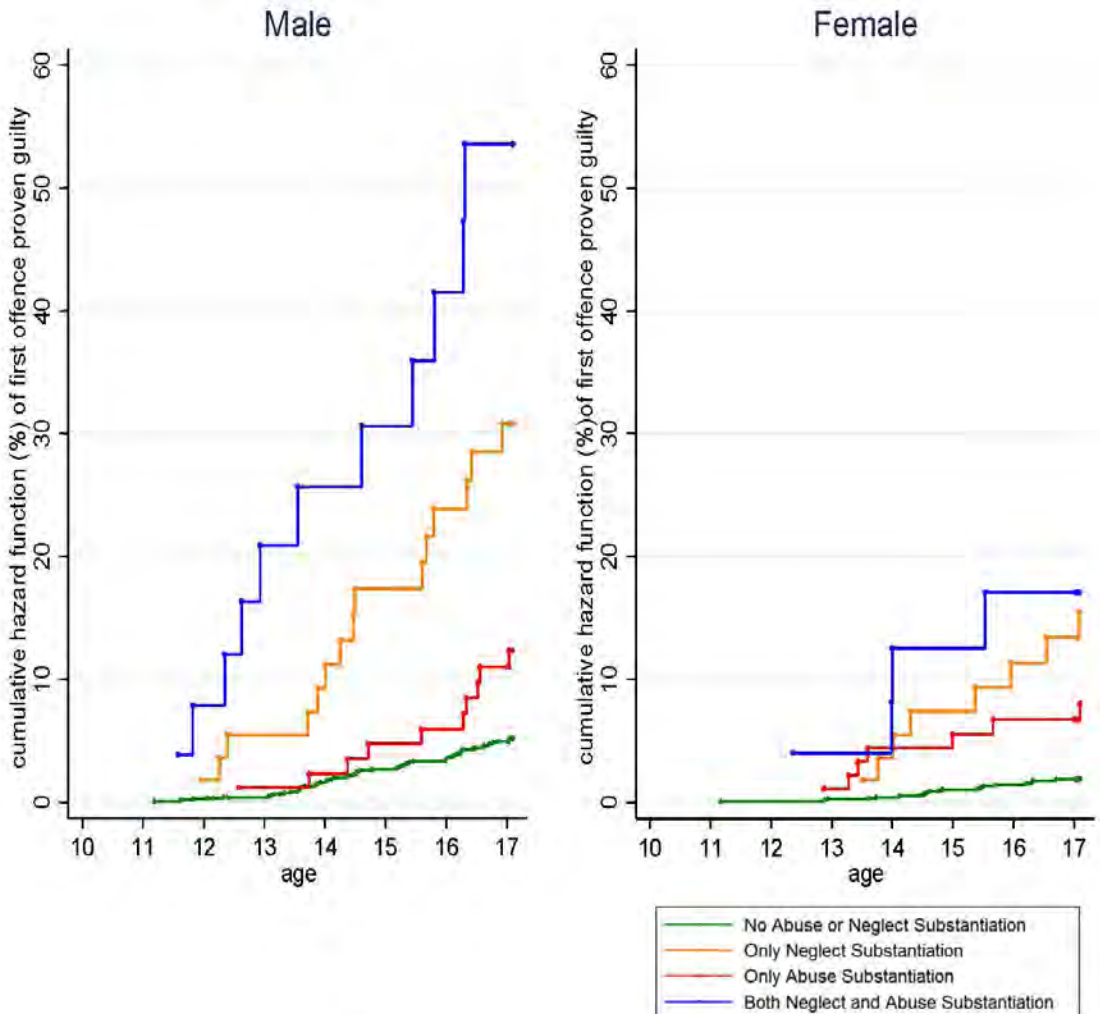 Male
cumulative hazard function (%) of first offence proven guilty
60
50
40
30
20
10
0
10 11 12 13 14 15 16 17
age
Female
cumulative hazard function (%)of first offence proven guilty
60
50
40
30
20
10
0
10 11 12 13 14 15 16 17
age
No Abuse or Neglect Substantiation
Only Neglect Substantiation
Only Abuse Substantiation
Both Neglect and Abuse Substantiation